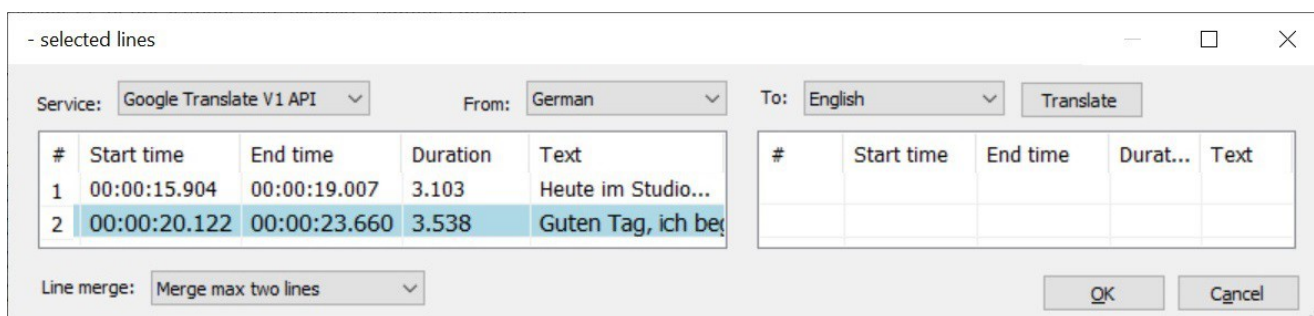 - selected lines
Service: Google Translate V1 API From: German To: English Translate
# Start time End time Duration Text # Start time End time Durat... Text
1 00:00:15.904 00:00:19.007 3.103 Heute im Studio...
2 00:00:20.122 00:00:23.660 3.538 Guten Tag, ich
Line merge: Merge max two lines OK Cancel